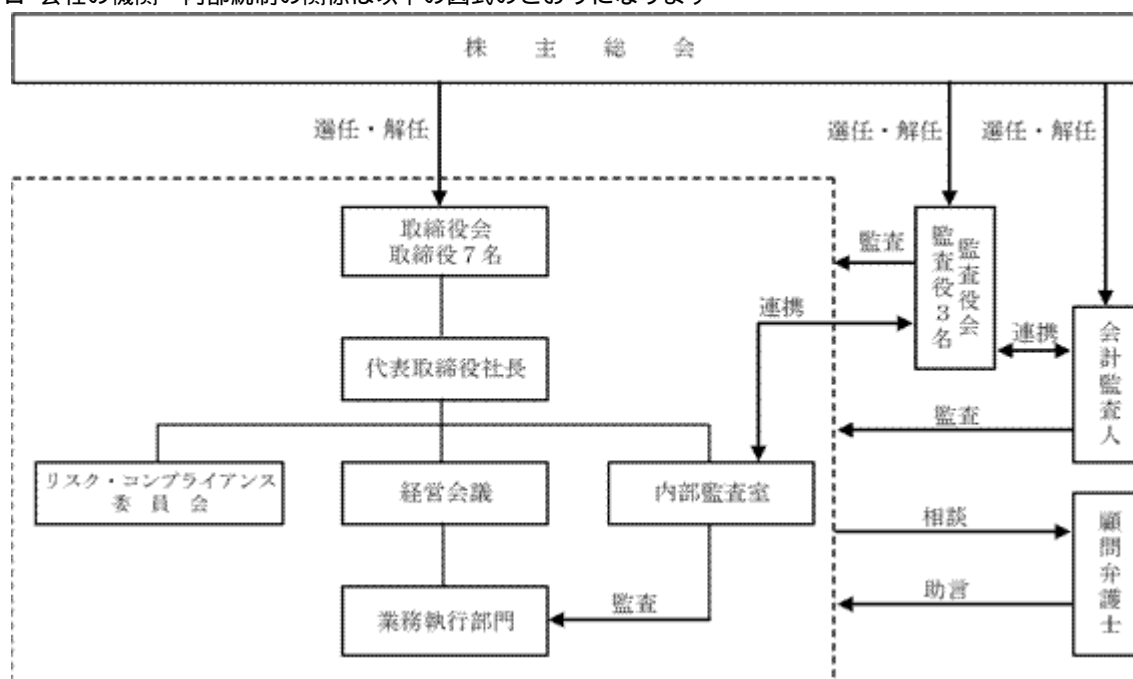 会社の機関・内部統制の関係は以下の図式のとおりになります
株主総会
選任・解任
選任・解任
選任・解任
取締役会
取締役7名
監査
監査役会
監査役3名
連携
連携
会計監査人
代表取締役社長
監査
リスク・コンプライアンス
委員会
経営会議
内部監査室
相談
顧問弁護士
助言
業務執行部門
監査